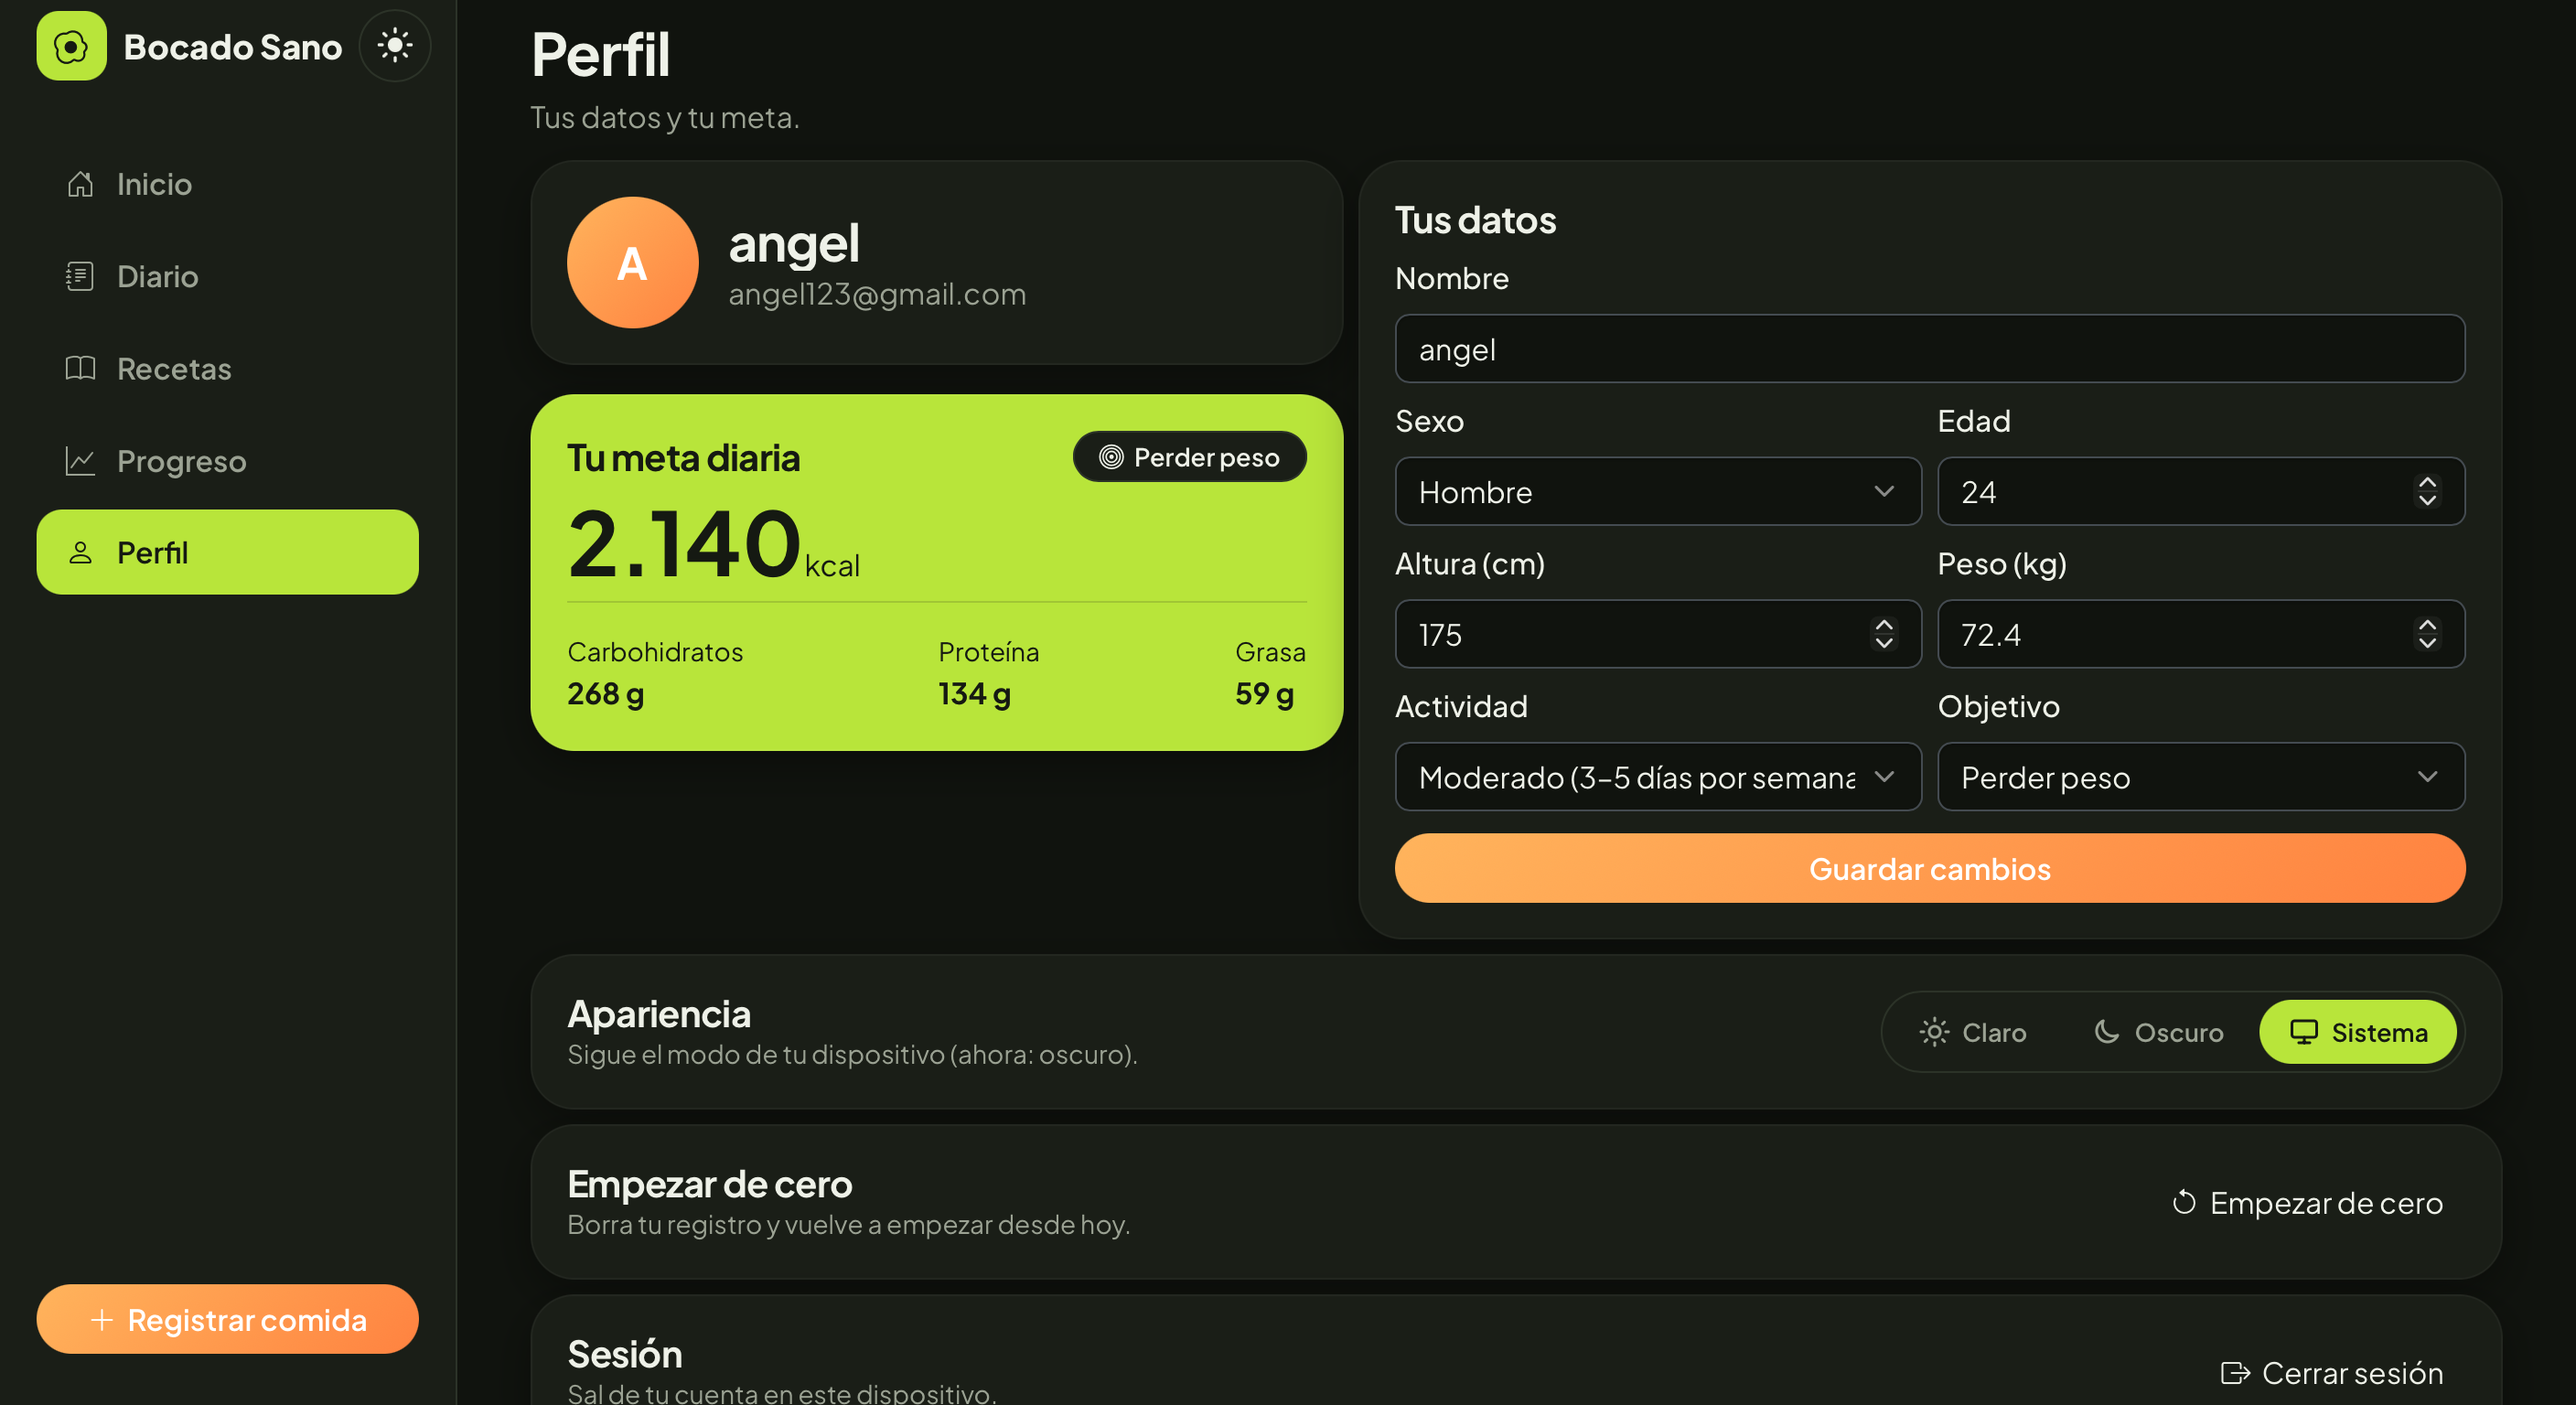 Bocado Sano
Inicio
Diario
Recetas
Progreso
Perfil
Registrar comida
Perfil
Tus datos y tu meta.
A
angel
angel123@gmail.com
Tu meta diaria
Perder peso
2.140 kcal
Carbohidratos Proteína Grasa
268 g 134 g 59 g
Tus datos
Nombre
angel
Sexo Edad
Hombre 24
Altura (cm) Peso (kg)
175 72.4
Actividad Objetivo
Moderado (3–5 días por semana Perder peso
Guardar cambios
Apariencia
Sigue el modo de tu dispositivo (ahora: oscuro).
Claro Oscuro Sistema
Empezar de cero
Borra tu registro y vuelve a empezar desde hoy.
Empezar de cero
Sesión
Sal de tu cuenta en este dispositivo.
Cerrar sesión